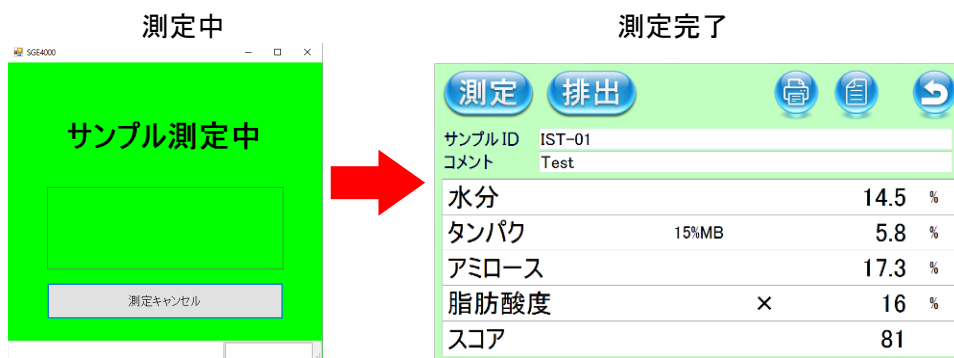 測定中
SGE4000
サンプル測定中
測定キャンセル
測定完了
測定 排出
サンプル ID IST-01
コメント Test
水分 14.5 %
タンパク 15%MB 5.8 %
アミロース 17.3 %
脂肪酸度 × 16 %
スコア 81